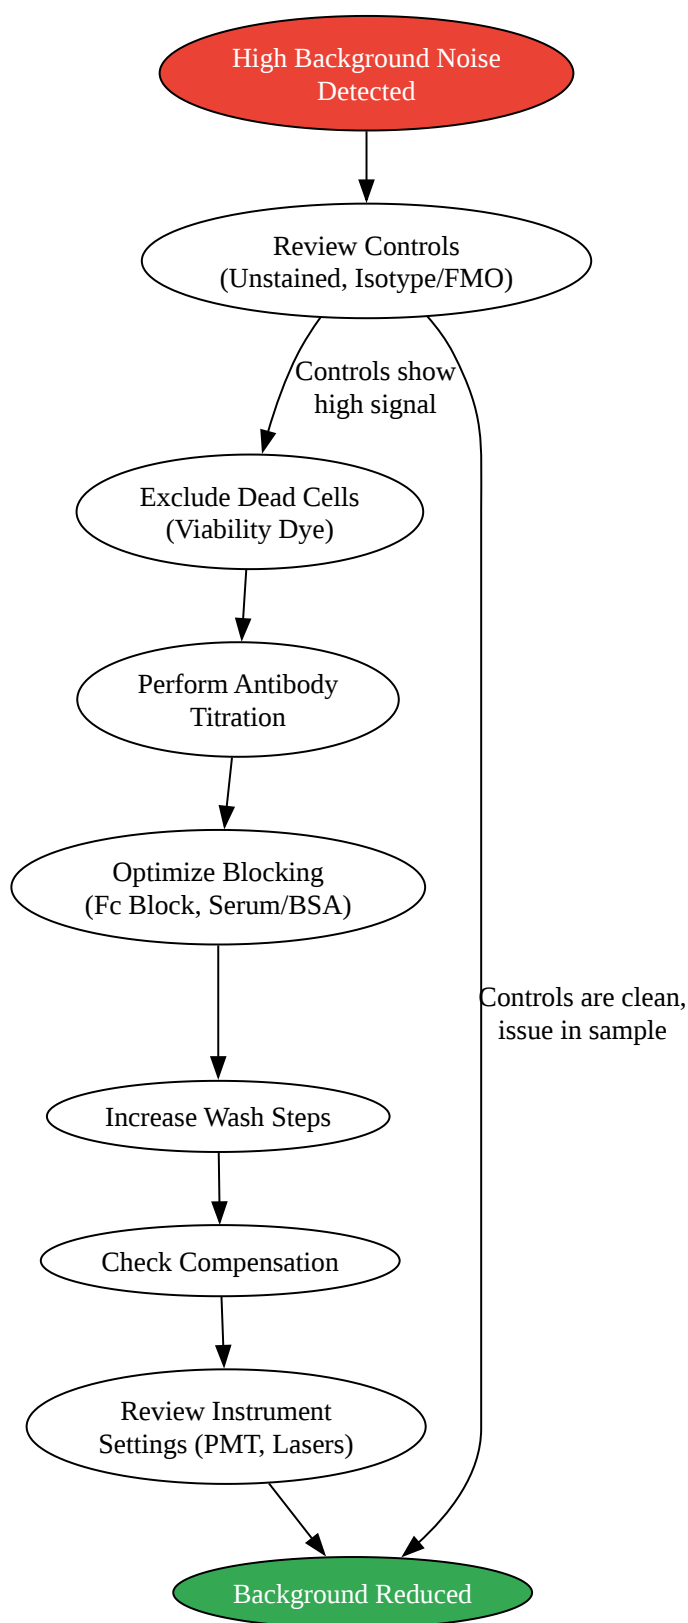 High Background Noise
Detected
Review Controls
(Unstained, Isotype/FMO)
Controls show
high signal
Exclude Dead Cells
(Viability Dye)
Perform Antibody
Titration
Optimize Blocking
(Fc Block, Serum/BSA)
Controls are clean,
issue in sample
Increase Wash Steps
Check Compensation
Review Instrument
Settings (PMT, Lasers)
Background Reduced